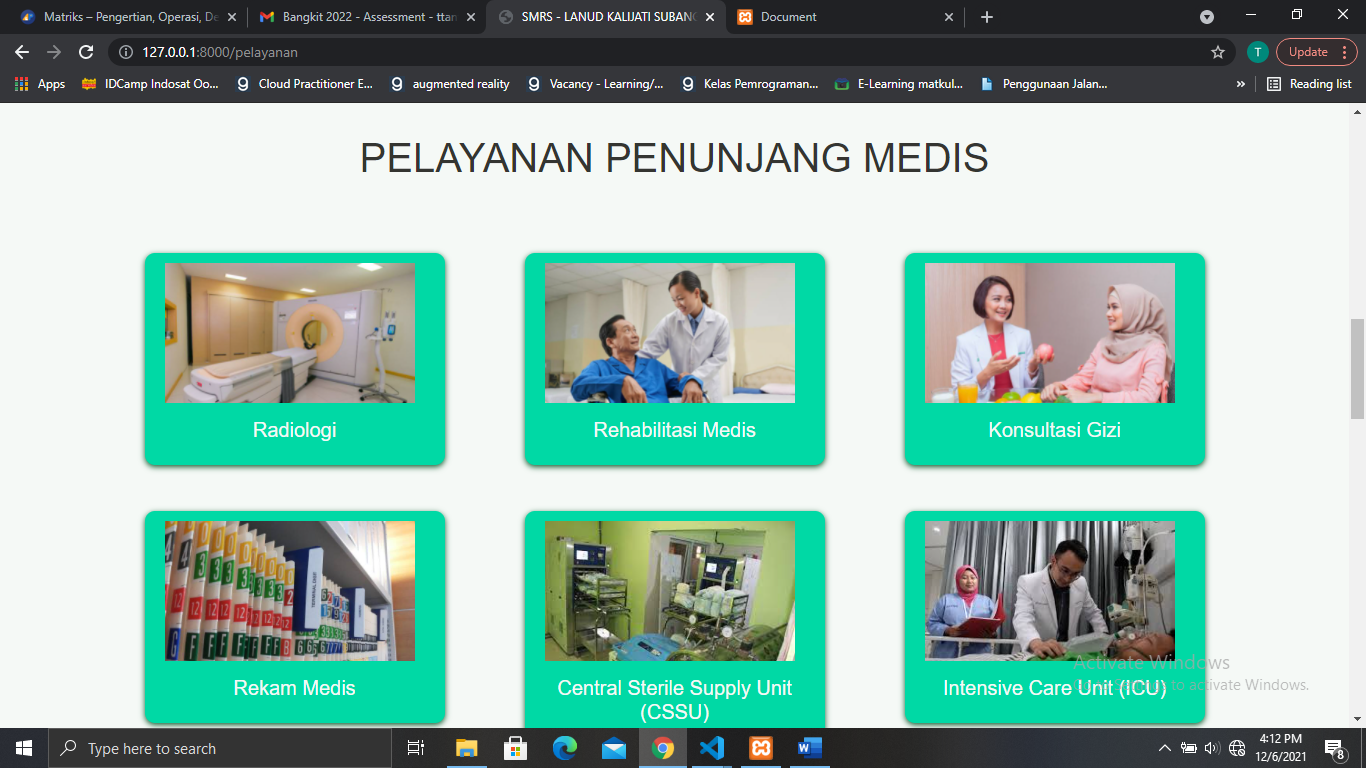 Matriks – Pengertian, Operasi, De
Bangkit 2022 - Assessment - ttan
SMRS - LANUD KALIJATI SUBANG
Document
127.0.0.1:8000/pelayanan
T
Update
Apps
IDCamp Indosat Oo...
Cloud Practitioner E...
augmented reality
Vacancy - Learning/...
Kelas Pemrograman...
E-Learning matkul...
Penggunaan Jalan...
»
Reading list
PELAYANAN PENUNJANG MEDIS
Radiologi
Rehabilitasi Medis
Konsultasi Gizi
Rekam Medis
Central Sterile Supply Unit
(CSSU)
Intensive Care Unit (ICU)
Activate Windows
Go to Settings to activate Windows.
Type here to search
4:12 PM
12/6/2021
8